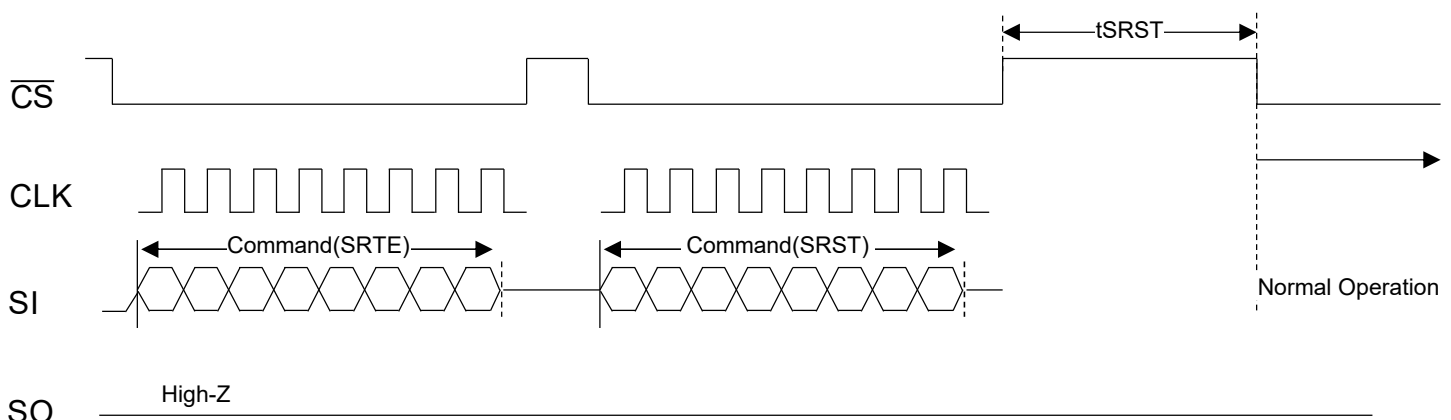 tSRST
CS
CLK
Command(SRTE)
Command(SRST)
SI
Normal Operation
High-Z
SO